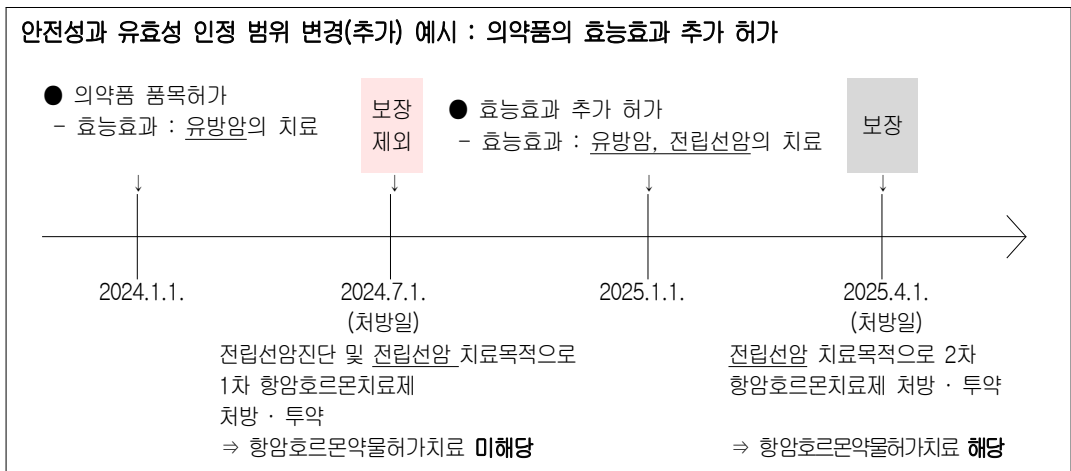 안전성과 유효성 인정 범위 변경(추가) 예시 : 의약품의 효능효과 추가 허가
● 의약품 품목허가
- 효능효과 : 유방암의 치료
보장
제외
● 효능효과 추가 허가
- 효능효과 : 유방암, 전립선암의 치료
보장
↓
↓
↓
↓
2024.1.1.
2024.7.1.
(처방일)
전립선암진단 및 전립선암 치료목적으로
1차 항암호르몬치료제
처방 · 투약
⇒ 항암호르몬약물허가치료 미해당
2025.1.1.
2025.4.1.
(처방일)
전립선암 치료목적으로 2차
항암호르몬치료제 처방 · 투약
⇒ 항암호르몬약물허가치료 해당